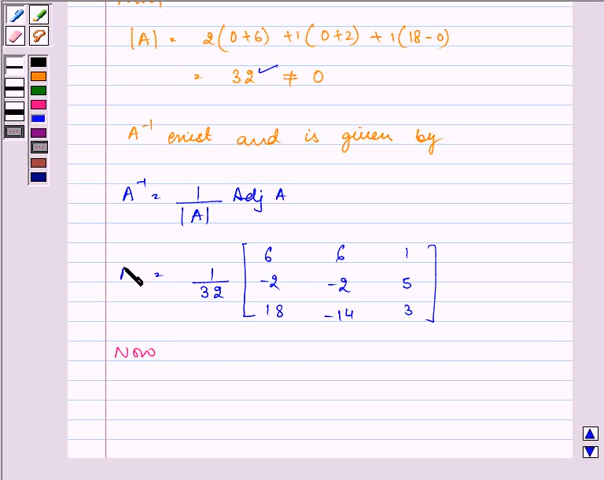 |A| = 2(0+6) +1(0+2) + 1(18-0)
= 32 ✓ ≠ 0
A⁻¹ exist and is given by
A⁻¹ = 1/|A| Adj A
= 1/32 [ 6 6 1
-2 -2 5
18 -14 3 ]
Now